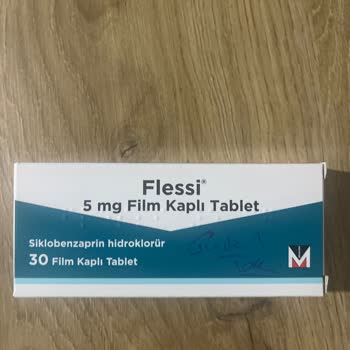 Flessi®
5 mg Film Kaplı Tablet
Siklobenzaprin hidroklorür
30 Film Kaplı Tablet
M